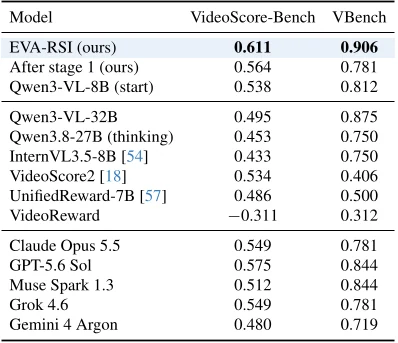 Model VideoScore-Bench VBench
EVA-RSI (ours) 0.611 0.906
After stage 1 (ours) 0.564 0.781
Qwen3-VL-8B (start) 0.538 0.812
Qwen3-VL-32B 0.495 0.875
Qwen3.8-27B (thinking) 0.453 0.750
InternVL3.5-8B [54] 0.433 0.750
VideoScore2 [18] 0.534 0.406
UnifiedReward-7B [57] 0.486 0.500
VideoReward −0.311 0.312
Claude Opus 5.5 0.549 0.781
GPT-5.6 Sol 0.575 0.844
Muse Spark 1.3 0.512 0.844
Grok 4.6 0.549 0.781
Gemini 4 Argon 0.480 0.719